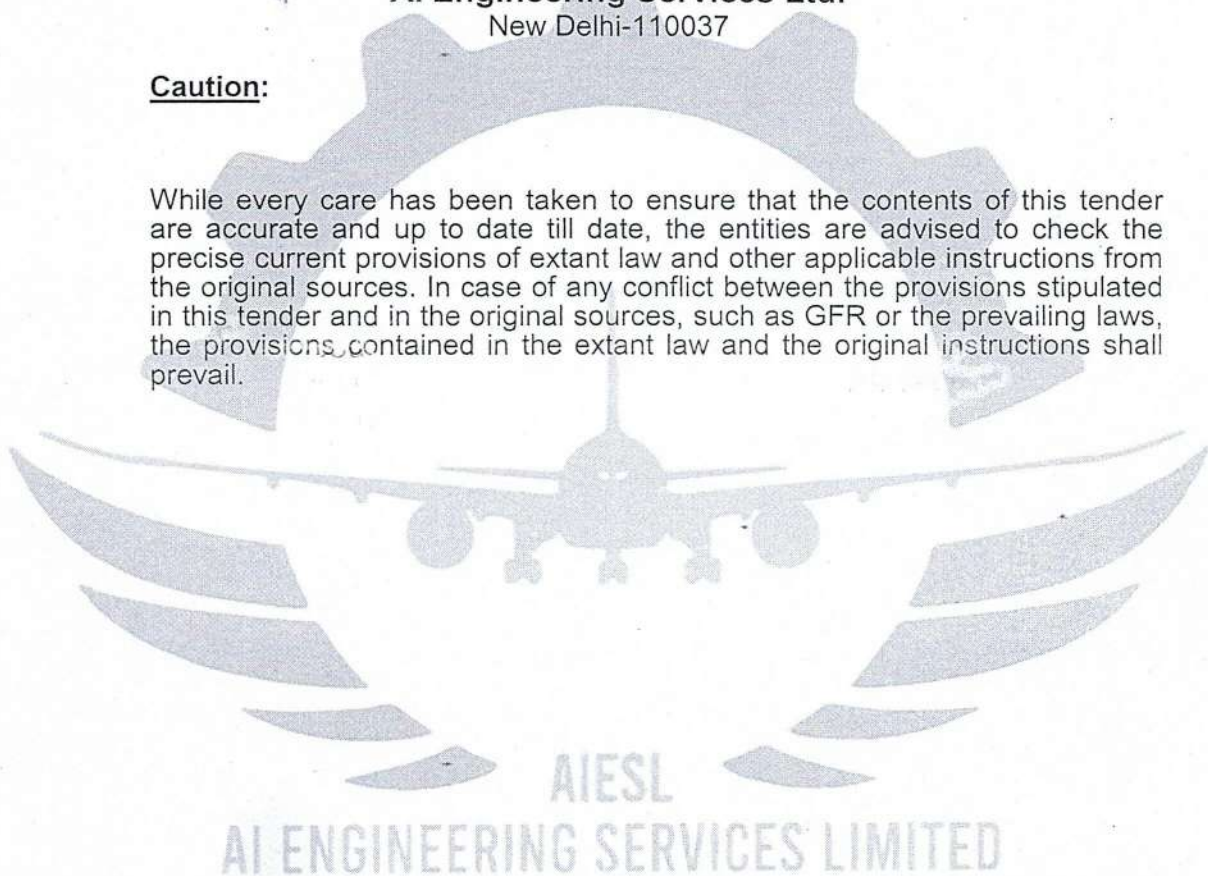 AI Engineering Services Ltd.
New Delhi-110037
Caution:
While every care has been taken to ensure that the contents of this tender
are accurate and up to date till date, the entities are advised to check the
precise current provisions of extant law and other applicable instructions from
the original sources. In case of any conflict between the provisions stipulated
in this tender and in the original sources, such as GFR or the prevailing laws,
the provisions contained in the extant law and the original instructions shall
prevail.
AIESL
AI ENGINEERING SERVICES LIMITED